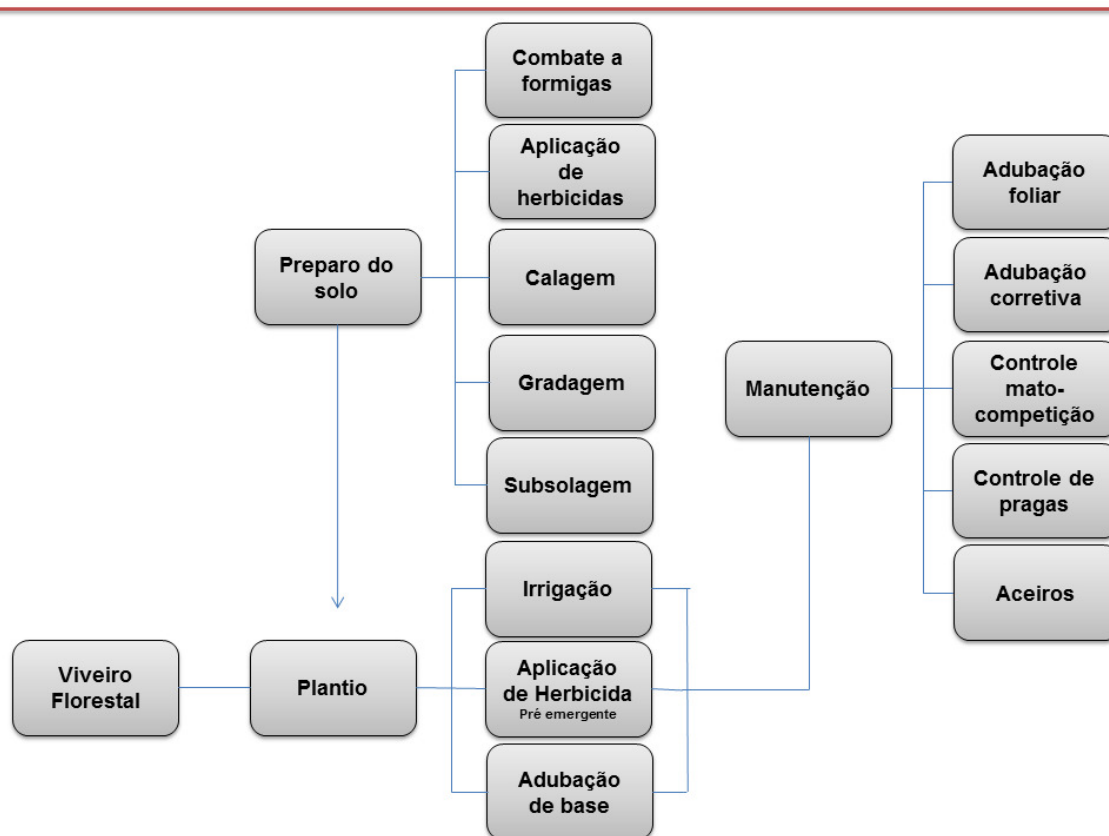 Combate a
formigas
Aplicação
de
herbicidas
Preparo do
solo
Calagem
Gradagem
Subsolagem
Viveiro
Florestal
Plantio
Irrigação
Aplicação
de Herbicida
Pré emergente
Adubação
de base
Manutenção
Adubação
foliar
Adubação
corretiva
Controle
mato-
competição
Controle de
pragas
Aceiros